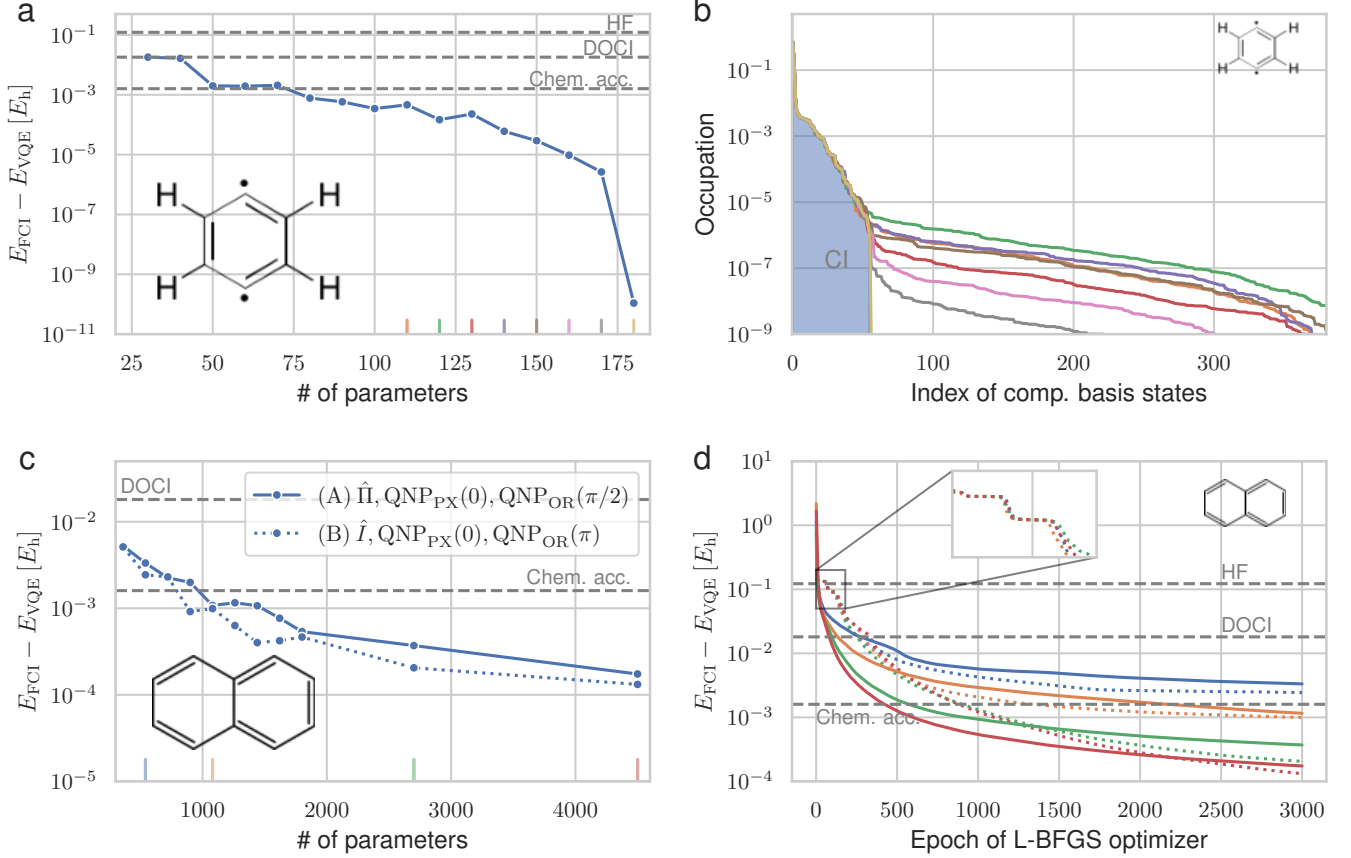 a
HF
DOCI
Chem. acc.
10⁻¹
10⁻³
10⁻⁵
10⁻⁷
10⁻⁹
10⁻¹¹
E_FCI − E_VQE [E_h]
H
H
H
H
25
50
75
100
125
150
175
# of parameters
b
H
H
H
H
10⁻¹
10⁻³
10⁻⁵
10⁻⁷
10⁻⁹
Occupation
CI
0
100
200
300
Index of comp. basis states
c
DOCI
(A) Π̂, QNP_PX(0), QNP_OR(π/2)
(B) Î, QNP_PX(0), QNP_OR(π)
Chem. acc.
10⁻²
10⁻³
10⁻⁴
10⁻⁵
E_FCI − E_VQE [E_h]
1000
2000
3000
4000
# of parameters
d
10¹
10⁰
10⁻¹
10⁻²
10⁻³
10⁻⁴
E_FCI − E_VQE [E_h]
HF
DOCI
Chem. acc.
0
500
1000
1500
2000
2500
3000
Epoch of L-BFGS optimizer